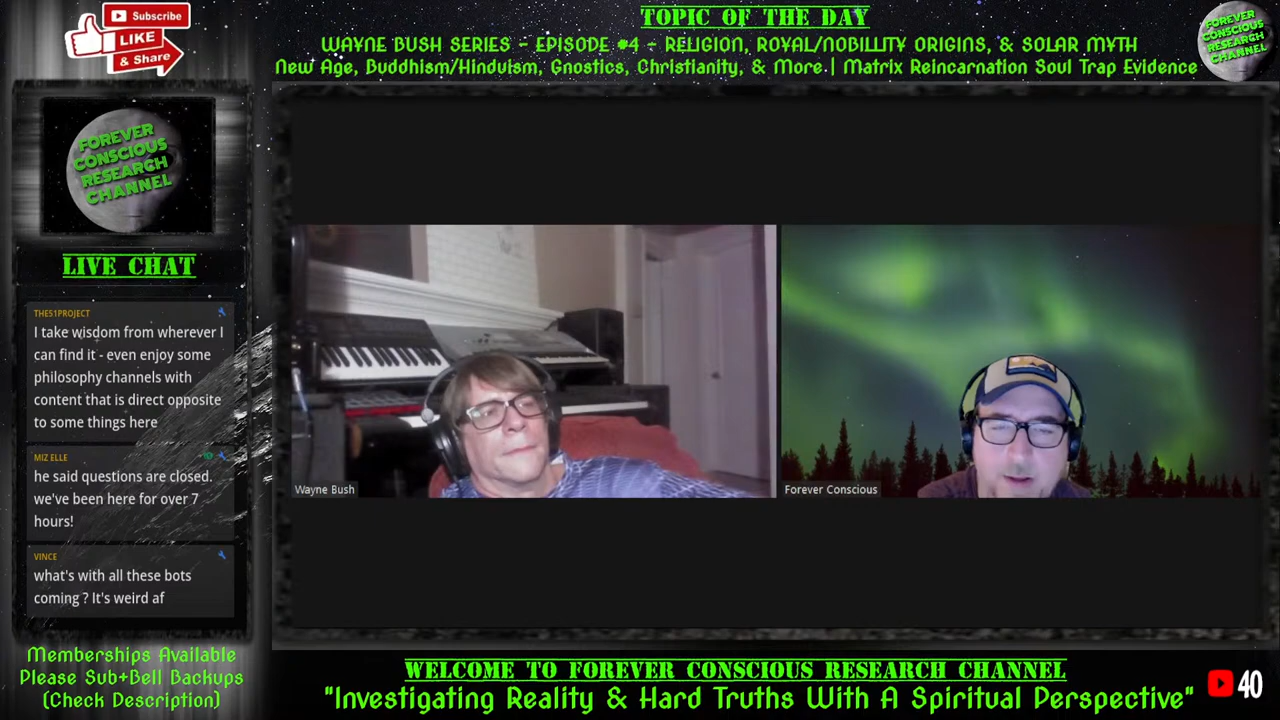 Subscribe
LIKE
& Share
TOPIC OF THE DAY
WAYNE BUSH SERIES - EPISODE #4 - RELIGION, ROYAL/NOBILLITY ORIGINS, & SOLAR MYTH
New Age, Buddhism/Hinduism, Gnostics, Christianity, & More | Matrix Reincarnation Soul Trap Evidence
FOREVER
CONSCIOUS
RESEARCH
CHANNEL
FOREVER
CONSCIOUS
RESEARCH
CHANNEL
LIVE CHAT
THE51PROJECT
I take wisdom from wherever I
can find it - even enjoy some
philosophy channels with
content that is direct opposite
to some things here
MIZ ELLE
he said questions are closed.
we've been here for over 7
hours!
VINCE
what's with all these bots
coming ? It's weird af
Wayne Bush
Forever Conscious
Memberships Available
Please Sub+Bell Backups
(Check Description)
WELCOME TO FOREVER CONSCIOUS RESEARCH CHANNEL
"Investigating Reality & Hard Truths With A Spiritual Perspective"
40